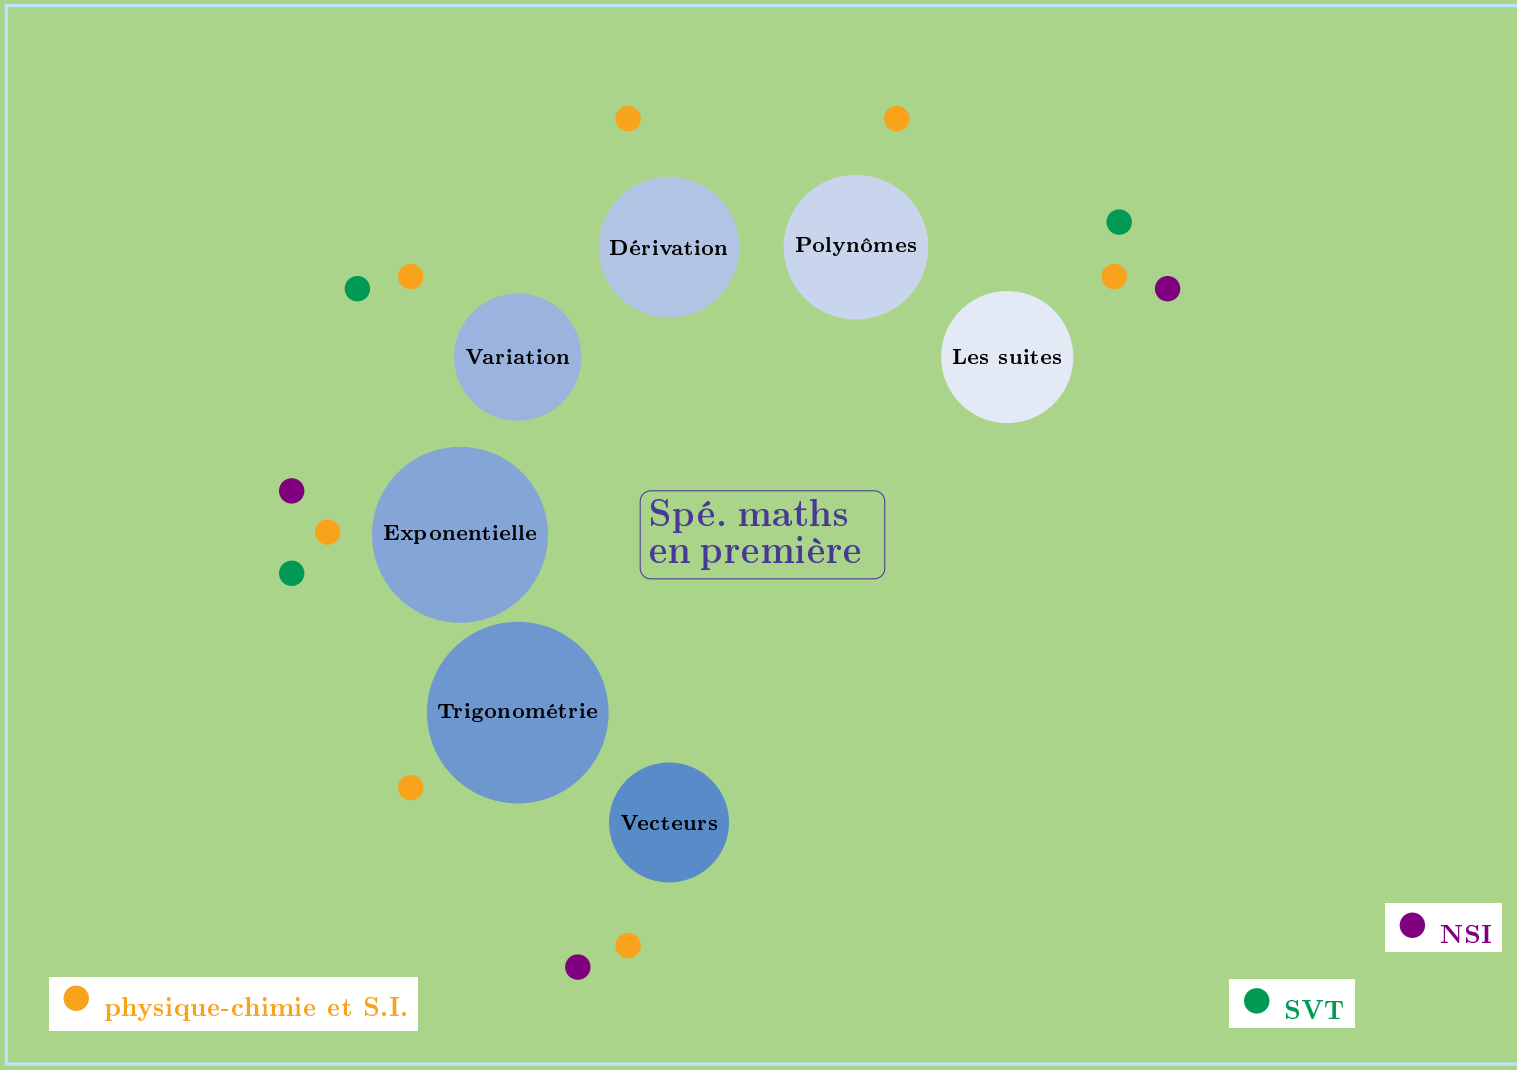 Dérivation
Polynômes
Variation
Les suites
Spé. maths
en première
Exponentielle
Trigonométrie
Vecteurs
NSI
physique-chimie et S.I.
SVT